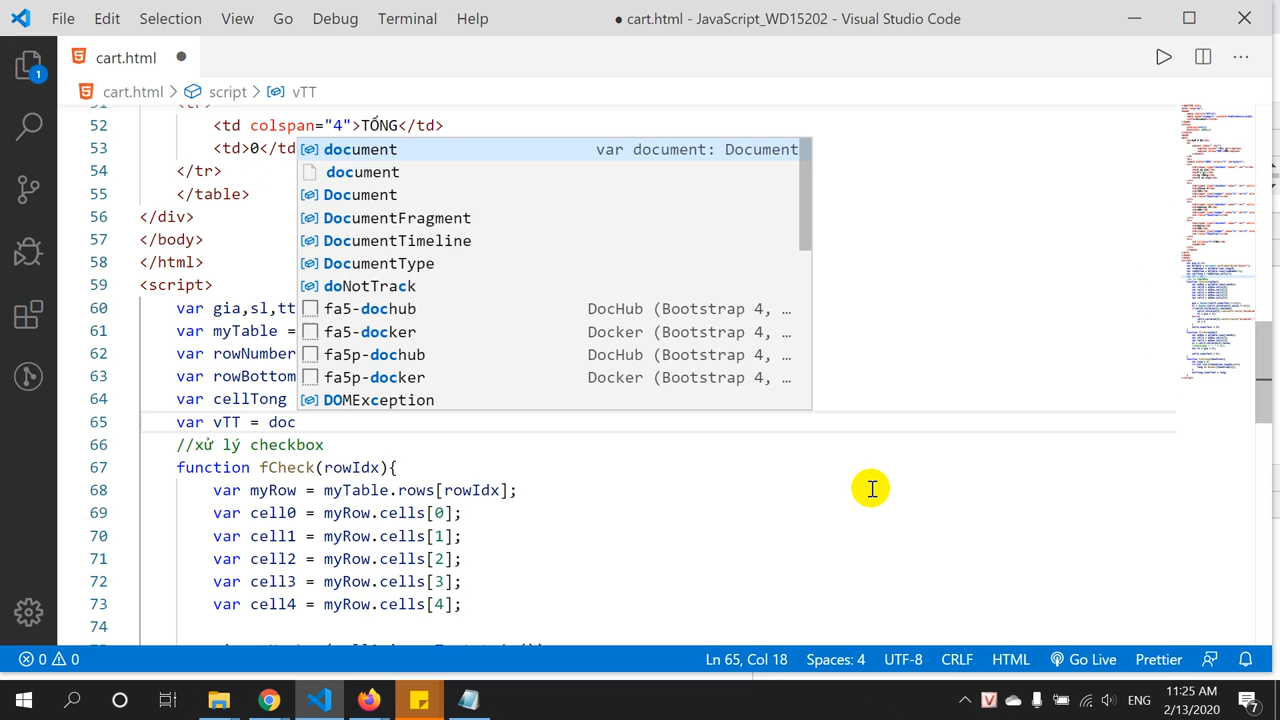 File Edit Selection View Go Debug Terminal Help ● cart.html - JavaScript_WD15202 - Visual Studio Code
cart.html
cart.html > script > vTT
1
51 <tr>
52 <td colspan="4">TỔNG</td>
53 <td>0</td
54 </tr>
55 </table>
56 </div>
57 </body>
58 </html>
59 <script>
60 var gia,sl,tt
61 var myTable =
62 var rowNumber
63 var rowBottom
64 var cellTong
65 var vTT = doc
66 //xử lý checkbox
67 function fCheck(rowIdx){
68 var myRow = myTable.rows[rowIdx];
69 var cell0 = myRow.cells[0];
70 var cell1 = myRow.cells[1];
71 var cell2 = myRow.cells[2];
72 var cell3 = myRow.cells[3];
73 var cell4 = myRow.cells[4];
74
document var document: Document
document
Document
DocumentFragment
DocumentTimeline
DocumentType
doNotTrack
fa5-dochub DocHub (Bootstrap 4,…
fa5-docker Docker (Bootstrap 4, …
fa5p-dochub DocHub (Bootstrap 4,…
fa5p-docker Docker (Bootstrap 4, …
DOMException
0 0 Ln 65, Col 18 Spaces: 4 UTF-8 CRLF HTML Go Live Prettier
ENG 11:25 AM
2/13/2020
7